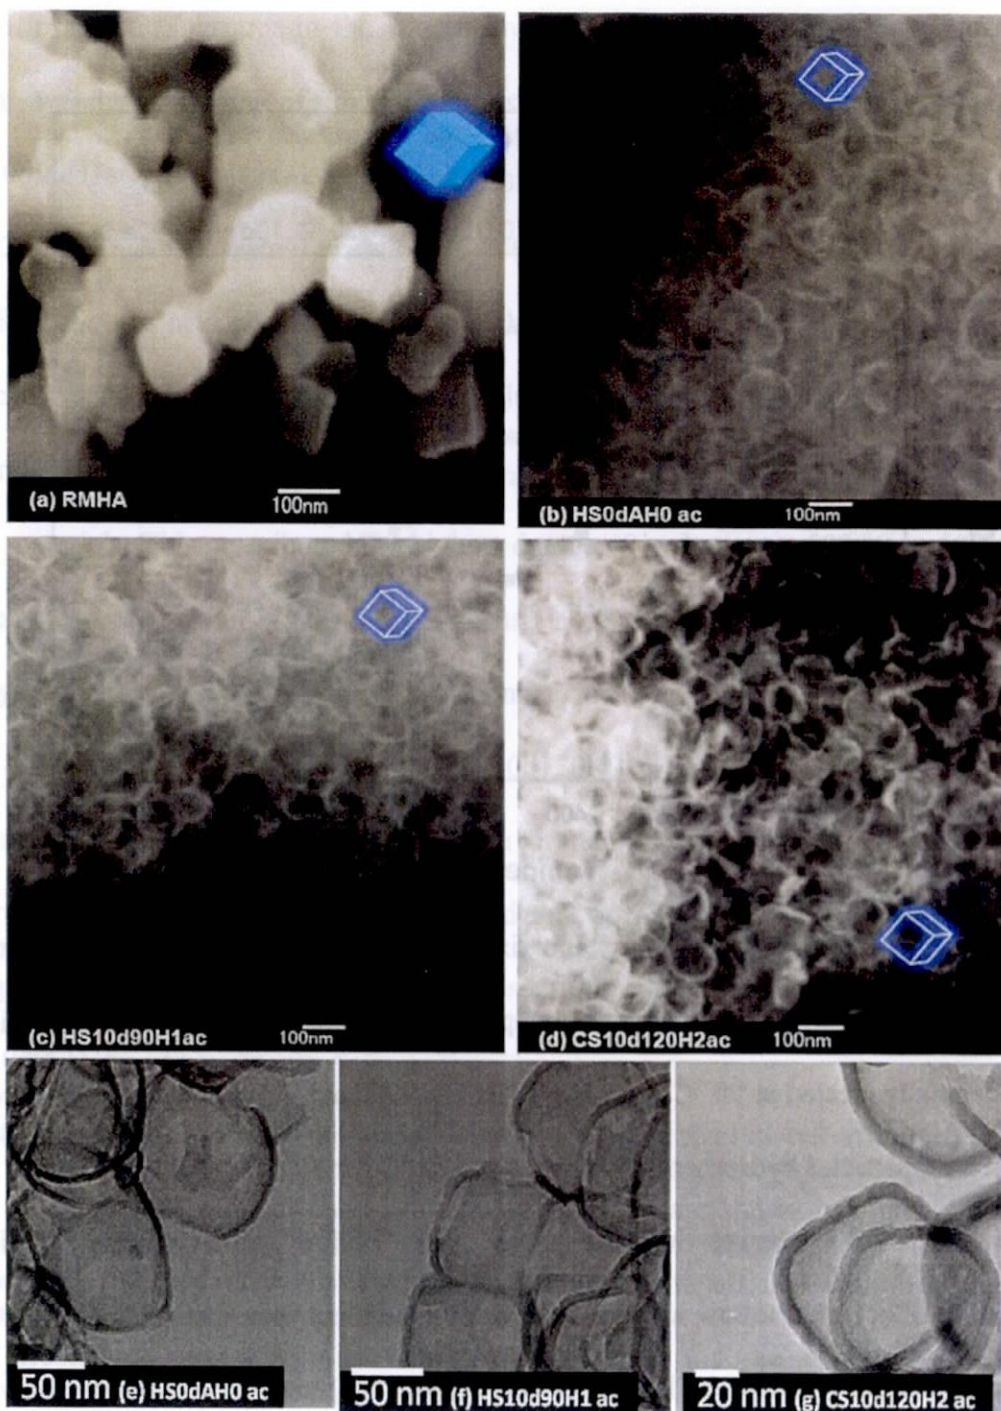 (a) RMHA
100nm
(b) HS0dAH0 ac
100nm
(c) HS10d90H1ac
100nm
(d) CS10d120H2ac
100nm
50 nm (e) HS0dAH0 ac
50 nm (f) HS10d90H1 ac
20 nm (g) CS10d120H2 ac